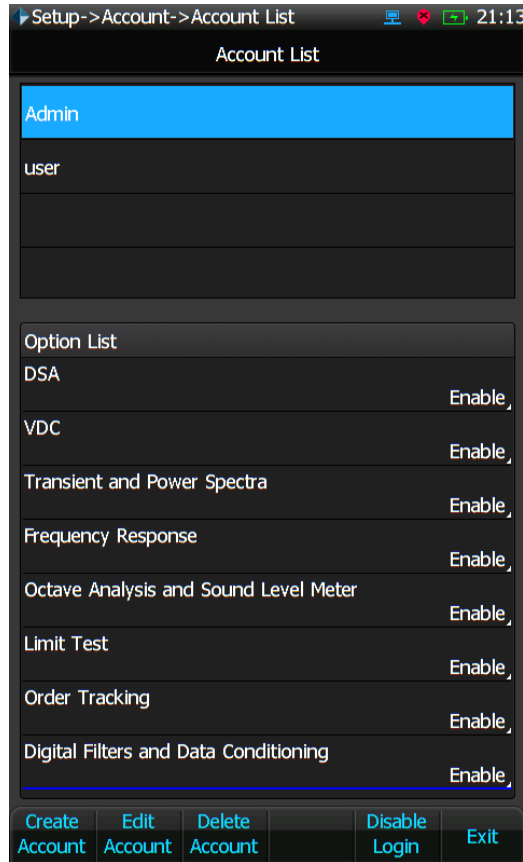 Setup->Account->Account List 21:13
Account List
Admin
user
Option List
DSA
Enable
VDC
Enable
Transient and Power Spectra
Enable
Frequency Response
Enable
Octave Analysis and Sound Level Meter
Enable
Limit Test
Enable
Order Tracking
Enable
Digital Filters and Data Conditioning
Enable
Create Account
Edit Account
Delete Account
Disable Login
Exit